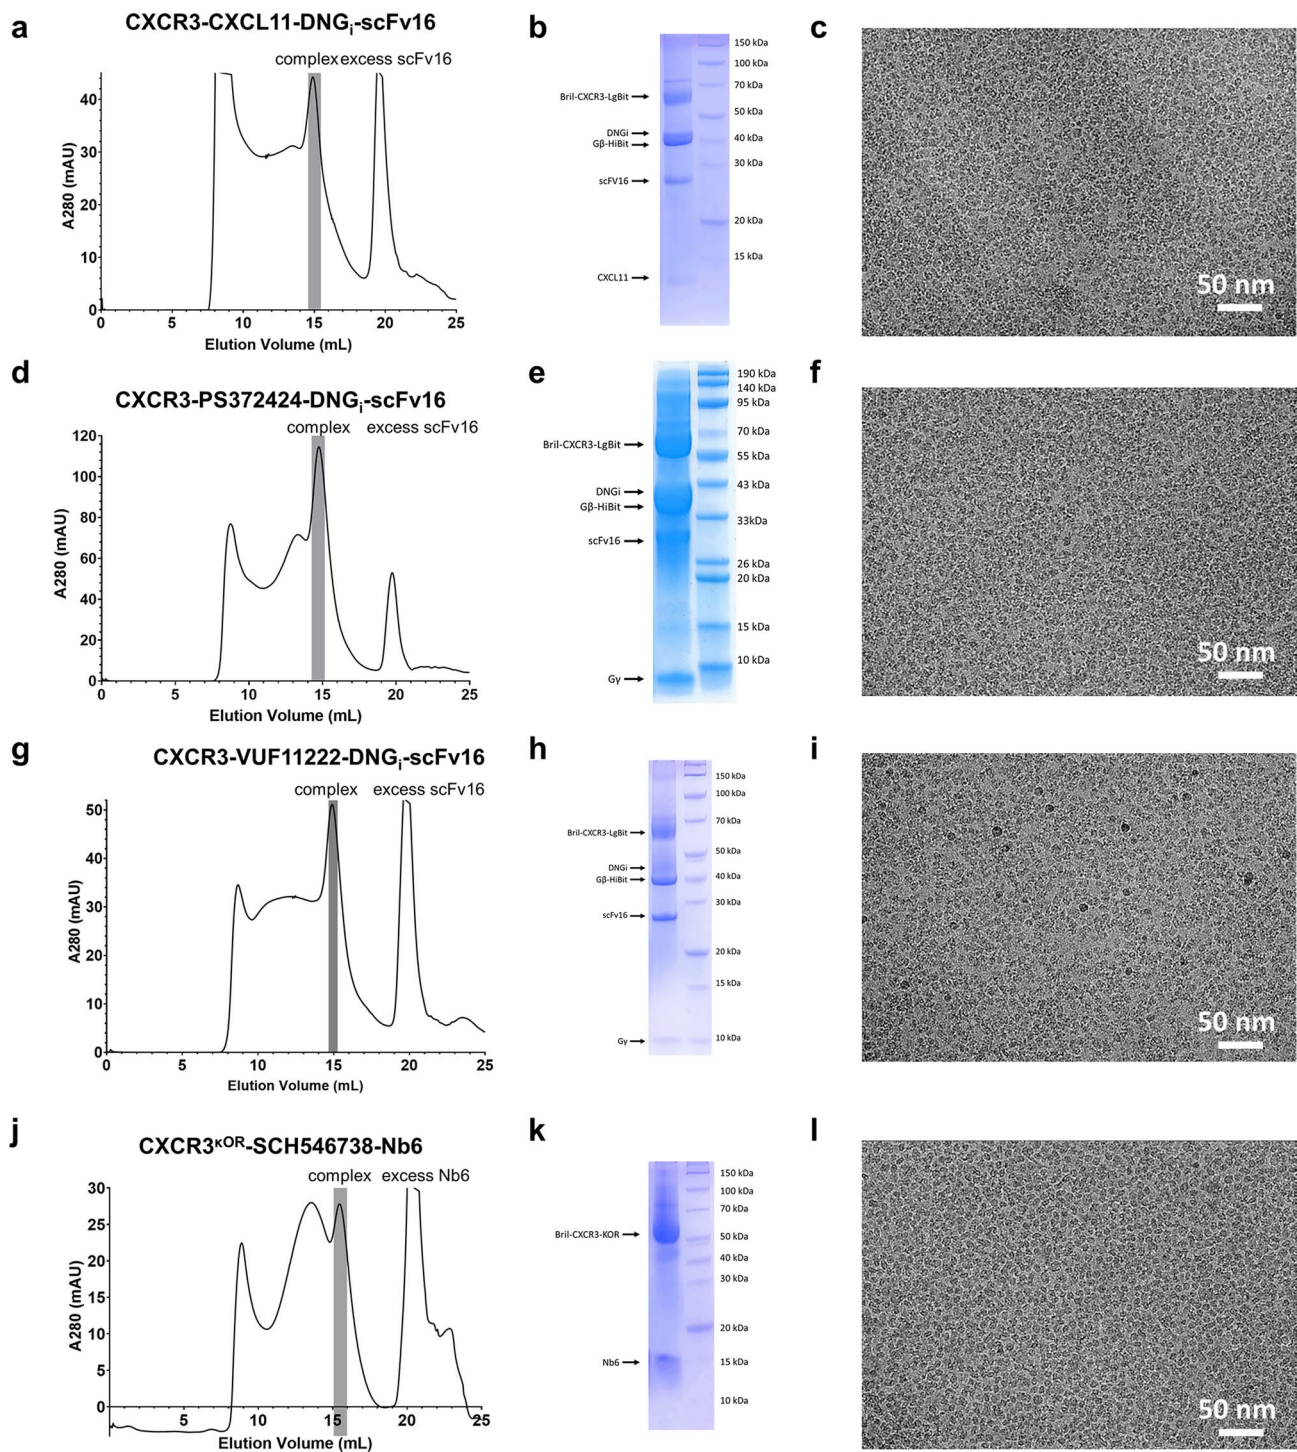 a
CXCR3-CXCL11-DNGi-scFv16
complex excess scFv16
40
30
20
10
0
A280 (mAU)
0 5 10 15 20 25
Elution Volume (mL)
b
Bril-CXCR3-LgBit
DNGi
Gβ-HiBit
scFV16
CXCL11
150 kDa
100 kDa
70 kDa
50 kDa
40 kDa
30 kDa
20 kDa
15 kDa
c
50 nm
d
CXCR3-PS372424-DNGi-scFv16
complex excess scFv16
120
100
80
60
40
20
0
A280 (mAU)
0 5 10 15 20 25
Elution Volume (mL)
e
Bril-CXCR3-LgBit
DNGi
Gβ-HiBit
scFv16
Gγ
190 kDa
140 kDa
95 kDa
70 kDa
55 kDa
43 kDa
33kDa
26 kDa
20 kDa
15 kDa
10 kDa
f
50 nm
g
CXCR3-VUF11222-DNGi-scFv16
complex excess scFv16
50
40
30
20
10
0
A280 (mAU)
0 5 10 15 20 25
Elution Volume (mL)
h
Bril-CXCR3-LgBit
DNGi
Gβ-HiBit
scFv16
Gγ
150 kDa
100 kDa
70 kDa
50 kDa
40 kDa
30 kDa
20 kDa
15 kDa
10 kDa
i
50 nm
j
CXCR3κOR-SCH546738-Nb6
complex excess Nb6
30
25
20
15
10
5
0
A280 (mAU)
5 10 15 20 25
Elution Volume (mL)
k
Bril-CXCR3-KOR
Nb6
150 kDa
100 kDa
70 kDa
50 kDa
40 kDa
30 kDa
20 kDa
15 kDa
10 kDa
l
50 nm